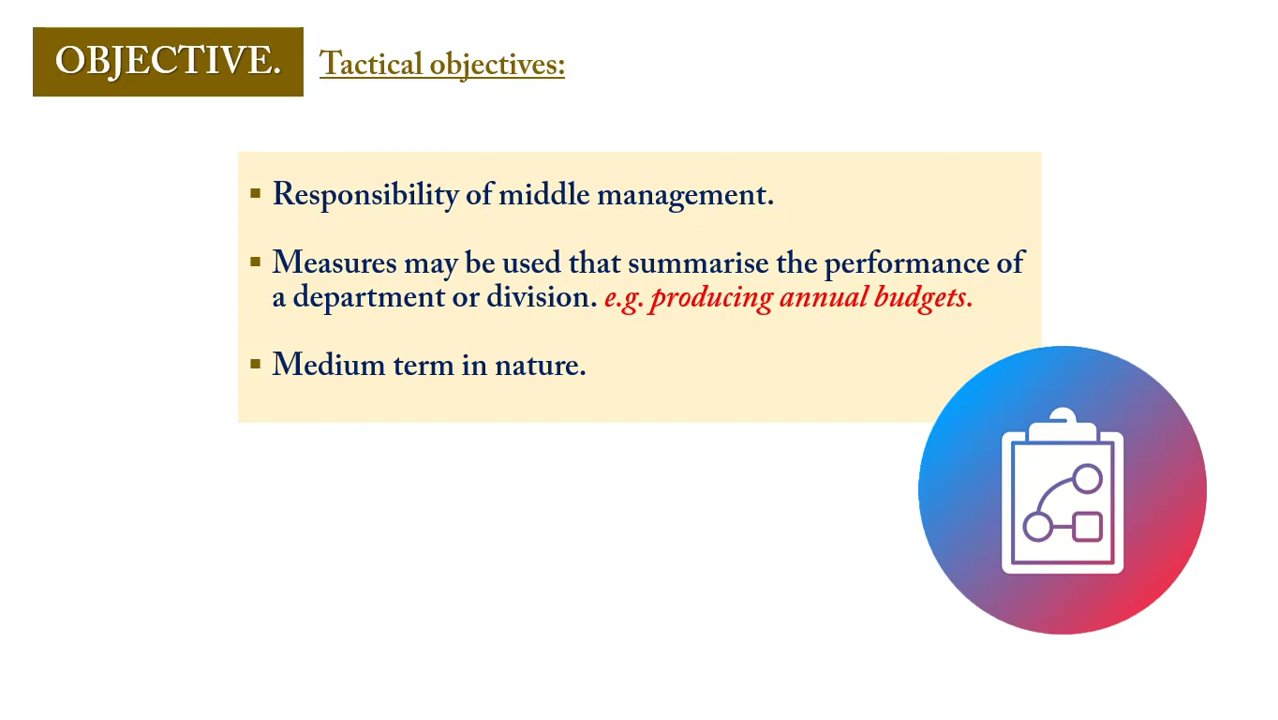 OBJECTIVE.
Tactical objectives:
▪ Responsibility of middle management.
▪ Measures may be used that summarise the performance of
a department or division. e.g. producing annual budgets.
▪ Medium term in nature.